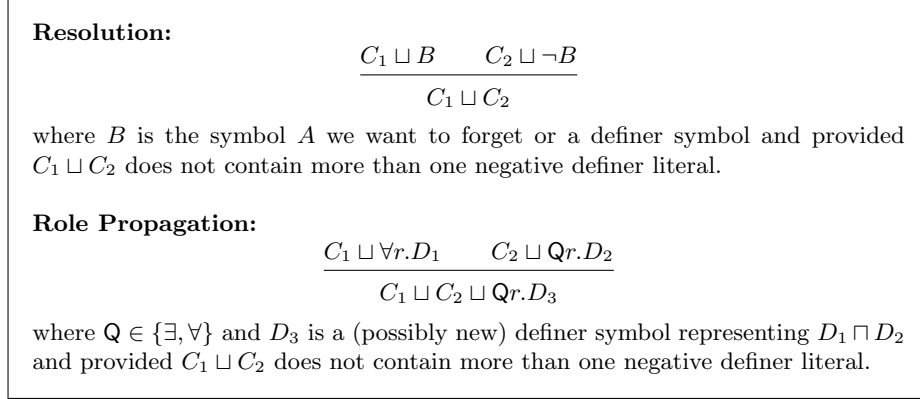 Resolution:
C₁ ⊔ B C₂ ⊔ ¬B
C₁ ⊔ C₂
where B is the symbol A we want to forget or a definer symbol and provided
C₁ ⊔ C₂ does not contain more than one negative definer literal.
Role Propagation:
C₁ ⊔ ∀r.D₁ C₂ ⊔ Qr.D₂
C₁ ⊔ C₂ ⊔ Qr.D₃
where Q ∈ {∃, ∀} and D₃ is a (possibly new) definer symbol representing D₁ ⊓ D₂
and provided C₁ ⊔ C₂ does not contain more than one negative definer literal.